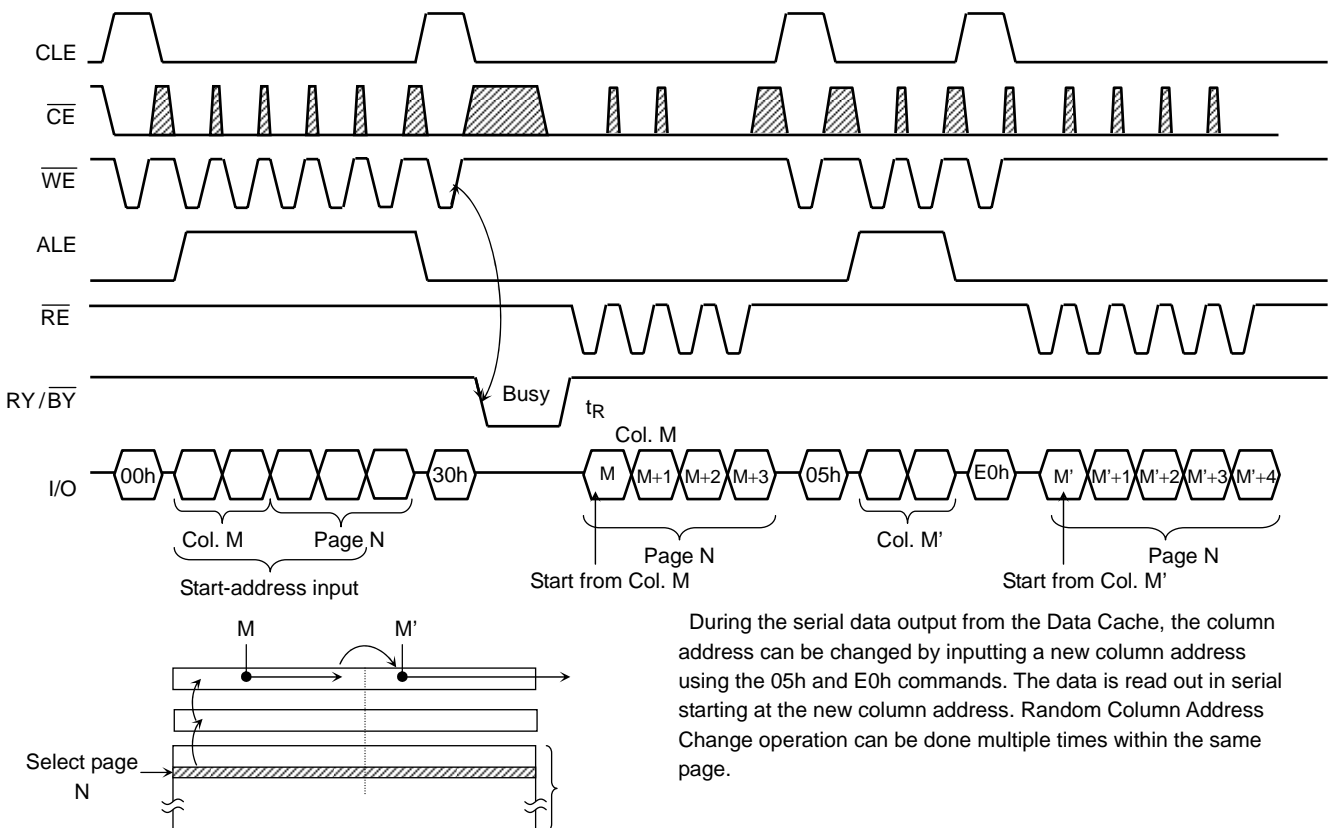 CLE
CE
WE
ALE
RE
RY/BY
Busy
tR
Col. M
I/O
00h
30h
M
M+1
M+2
M+3
05h
E0h
M'
M'+1
M'+2
M'+3
M'+4
Col. M
Page N
Page N
Col. M'
Page N
Start-address input
Start from Col. M
Start from Col. M'
M
M'
Select page
N
During the serial data output from the Data Cache, the column
address can be changed by inputting a new column address
using the 05h and E0h commands. The data is read out in serial
starting at the new column address. Random Column Address
Change operation can be done multiple times within the same
page.